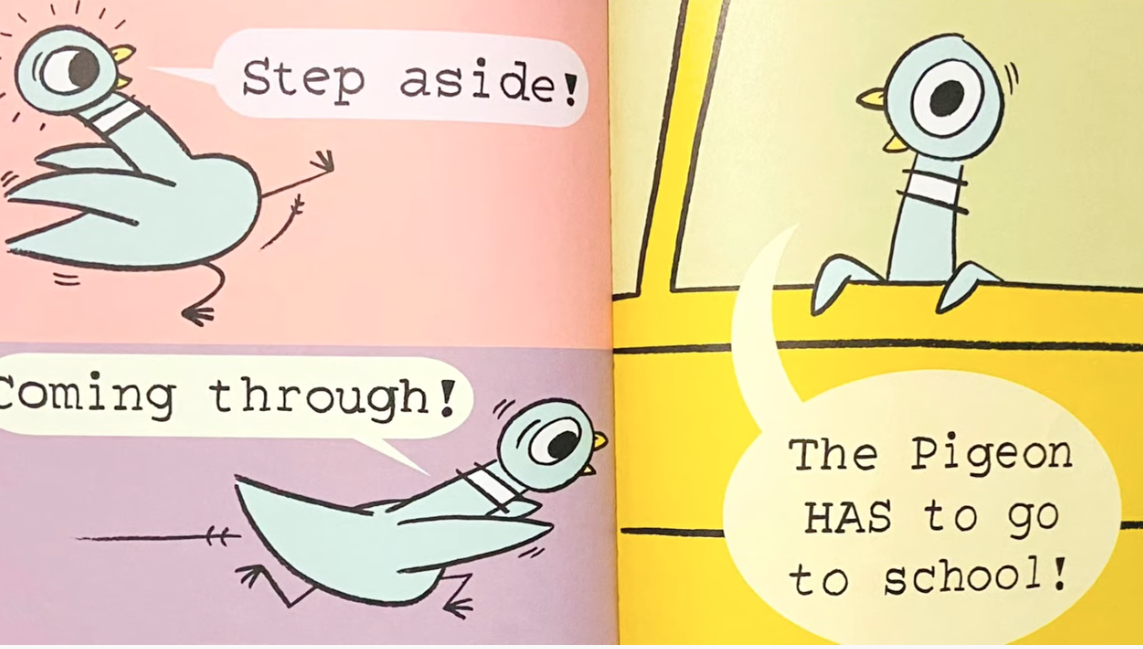 Step aside!
Coming through!
The Pigeon
HAS to go
to school!